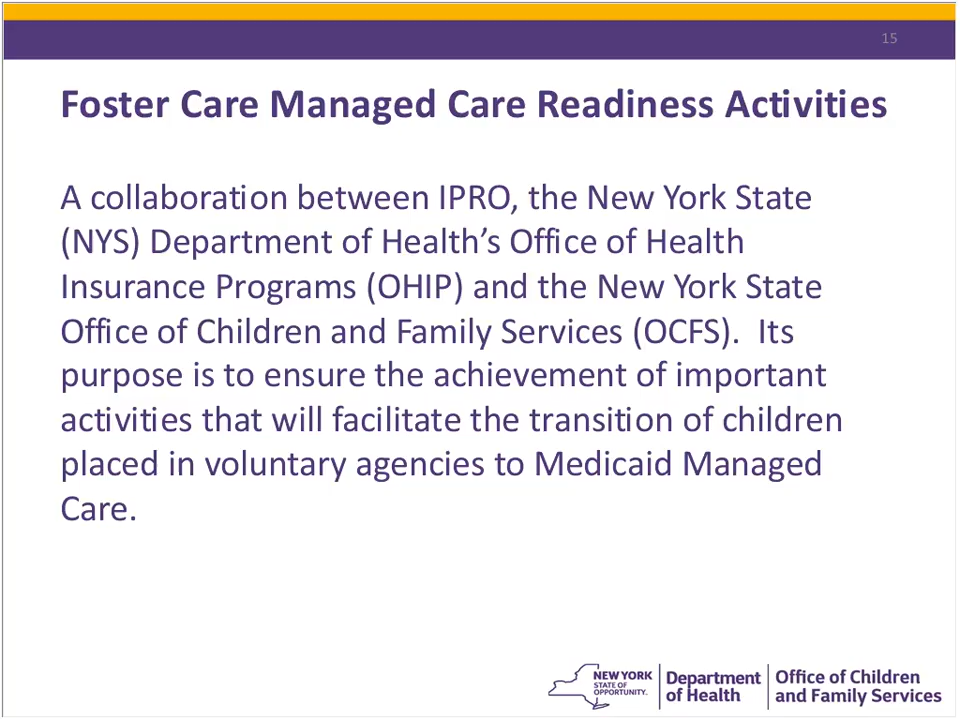 15
Foster Care Managed Care Readiness Activities
A collaboration between IPRO, the New York State
(NYS) Department of Health’s Office of Health
Insurance Programs (OHIP) and the New York State
Office of Children and Family Services (OCFS).  Its
purpose is to ensure the achievement of important
activities that will facilitate the transition of children
placed in voluntary agencies to Medicaid Managed
Care.
NEW YORK
STATE OF
OPPORTUNITY.
Department
of Health
Office of Children
and Family Services